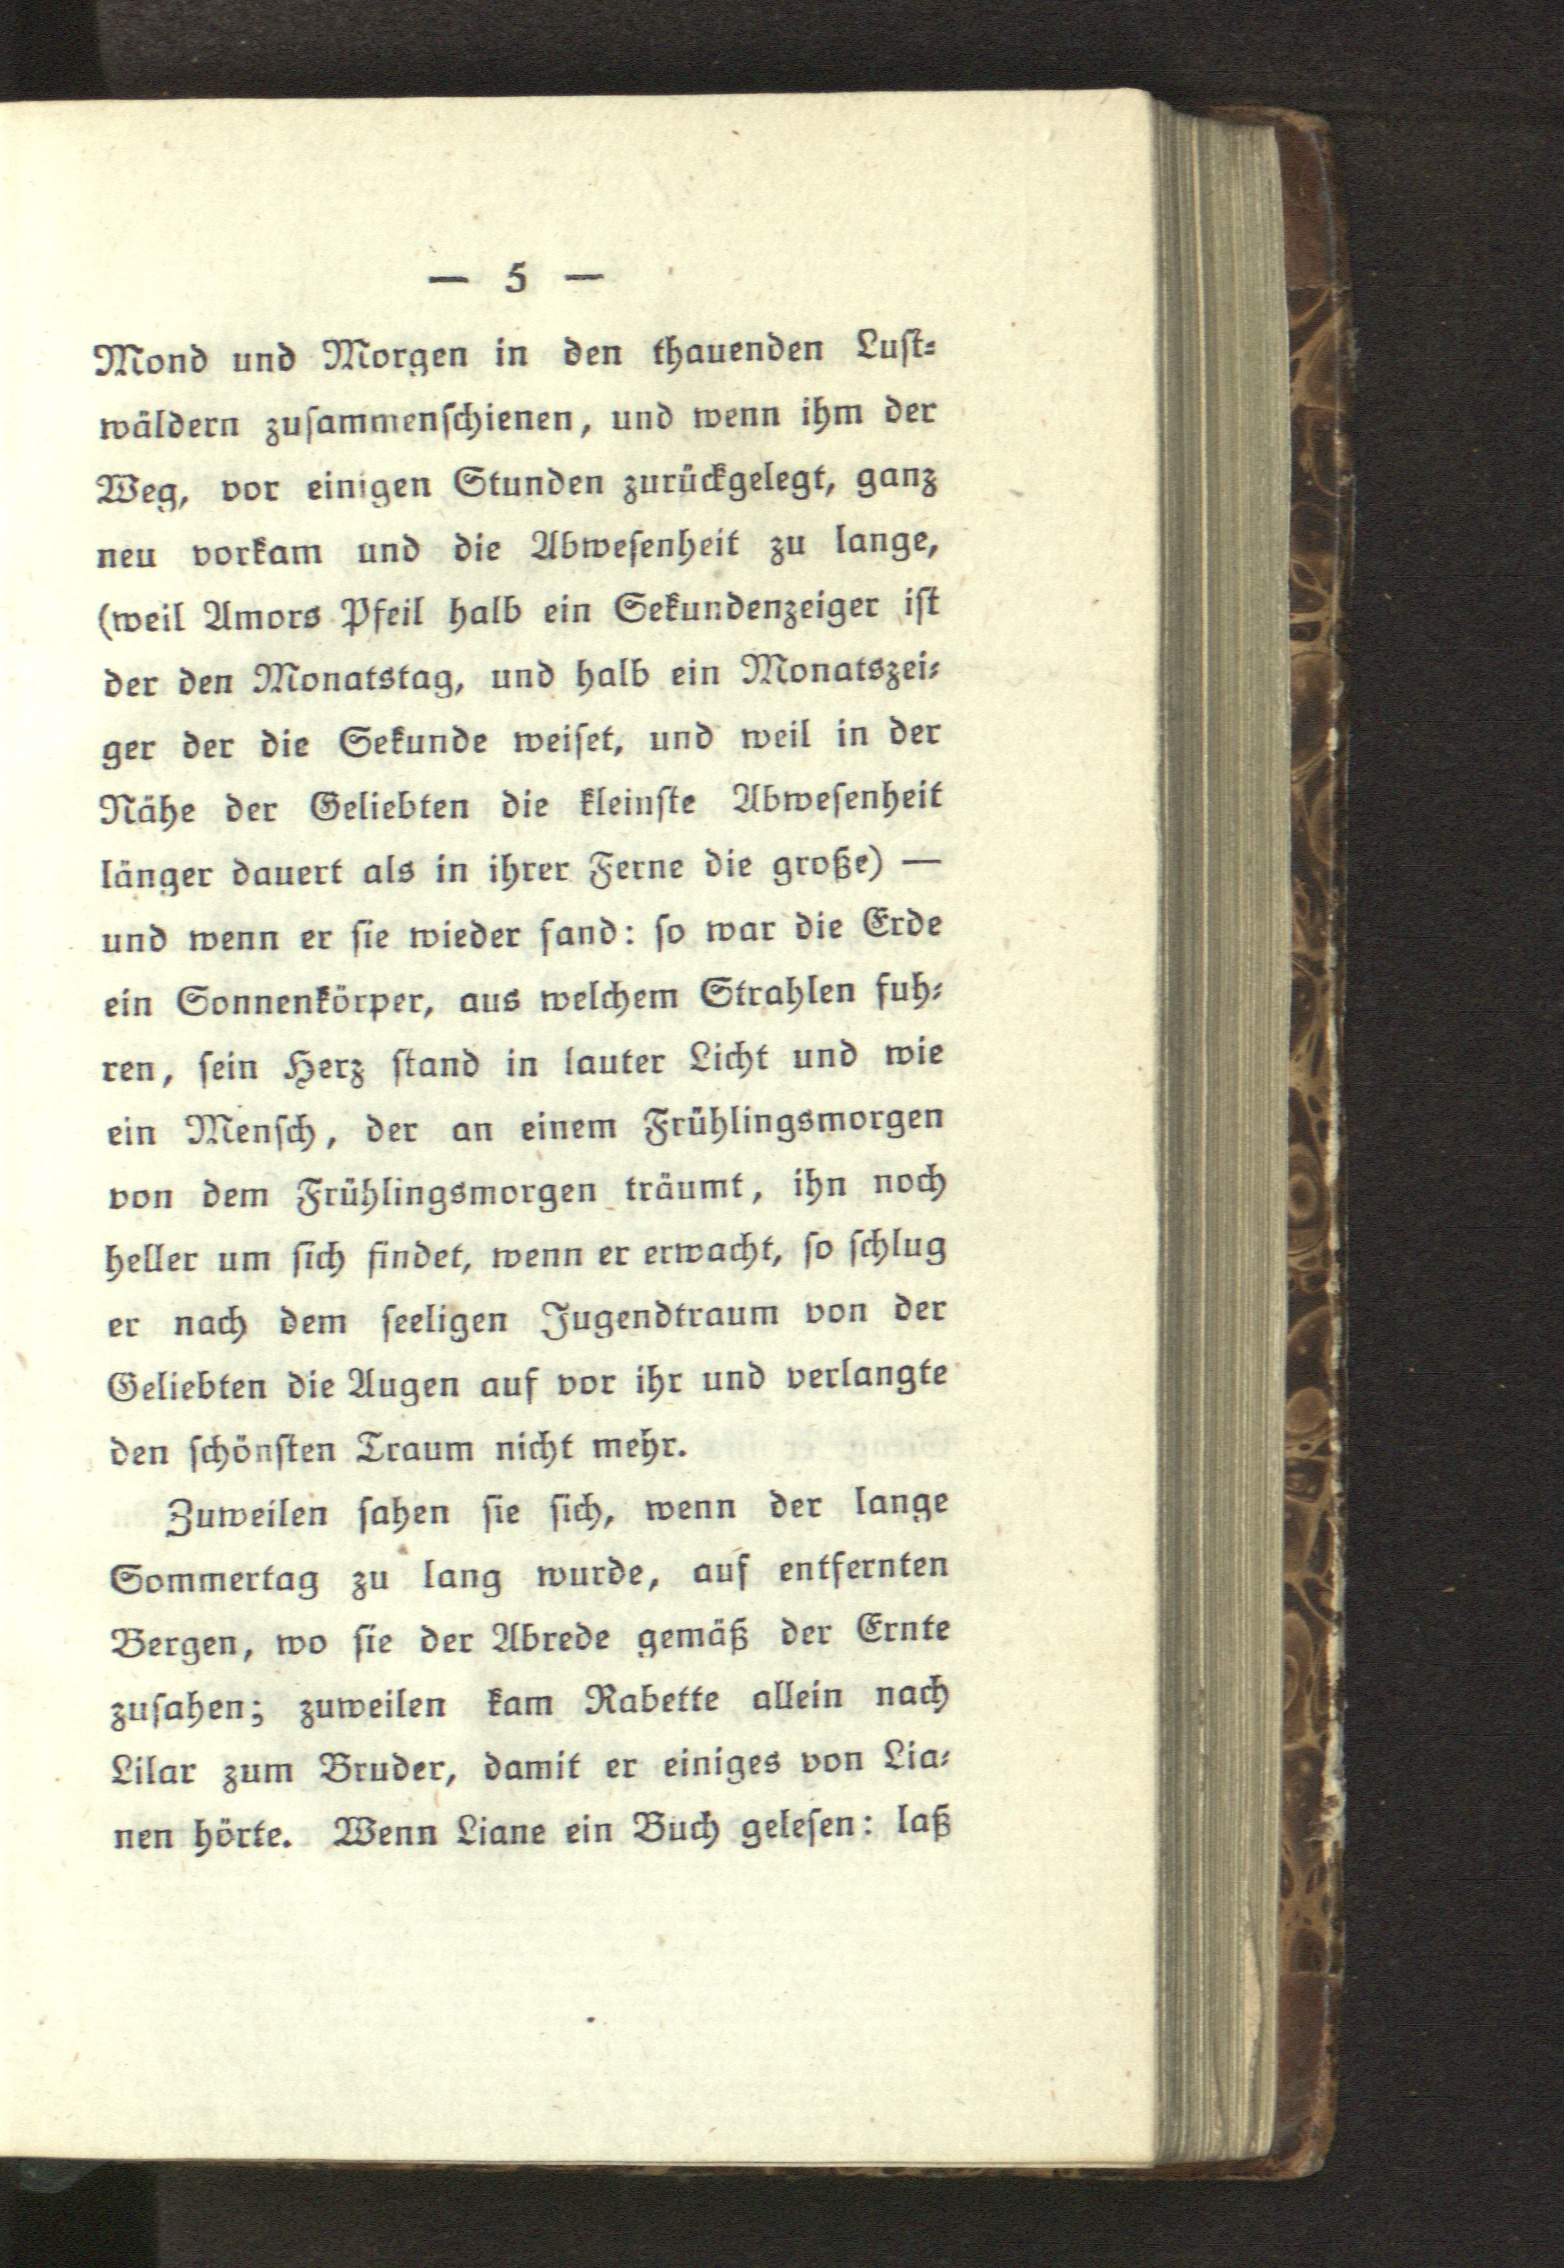 — 5 —
Mond und Morgen in den thauenden Luſt⸗
wäldern zuſammenſchienen, und wenn ihm der
Weg, vor einigen Stunden zurückgelegt, ganz
neu vorkam und die Abweſenheit zu lange,
(weil Amors Pfeil halb ein Sekundenzeiger iſt
der den Monatstag, und halb ein Monatszei⸗
ger der die Sekunde weiſet, und weil in der
Nähe der Geliebten die kleinſte Abweſenheit
länger dauert als in ihrer Ferne die große) —
und wenn er ſie wieder fand: ſo war die Erde
ein Sonnenkörper, aus welchem Strahlen fuh⸗
ren, ſein Herz ſtand in lauter Licht und wie
ein Menſch, der an einem Frühlingsmorgen
von dem Frühlingsmorgen träumt, ihn noch
heller um ſich findet, wenn er erwacht, ſo ſchlug
er nach dem ſeeligen Jugendtraum von der
Geliebten die Augen auf vor ihr und verlangte
den ſchönſten Traum nicht mehr.
Zuweilen ſahen ſie ſich, wenn der lange
Sommertag zu lang wurde, auf entfernten
Bergen, wo ſie der Abrede gemäß der Ernte
zuſahen; zuweilen kam Rabette allein nach
Lilar zum Bruder, damit er einiges von Lia⸗
nen hörte. Wenn Liane ein Buch geleſen: laß